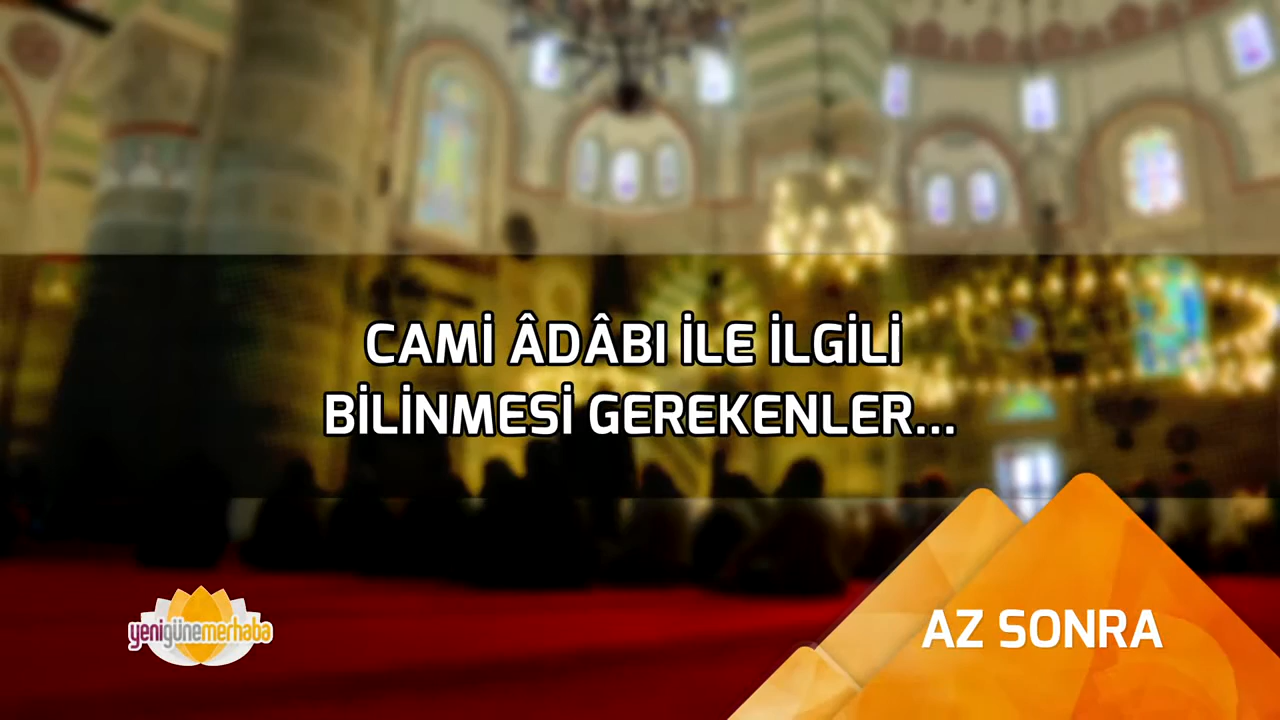 CAMİ ÂDÂBI İLE İLGİLİ
BİLİNMESİ GEREKENLER...
yenigünemerhaba
AZ SONRA